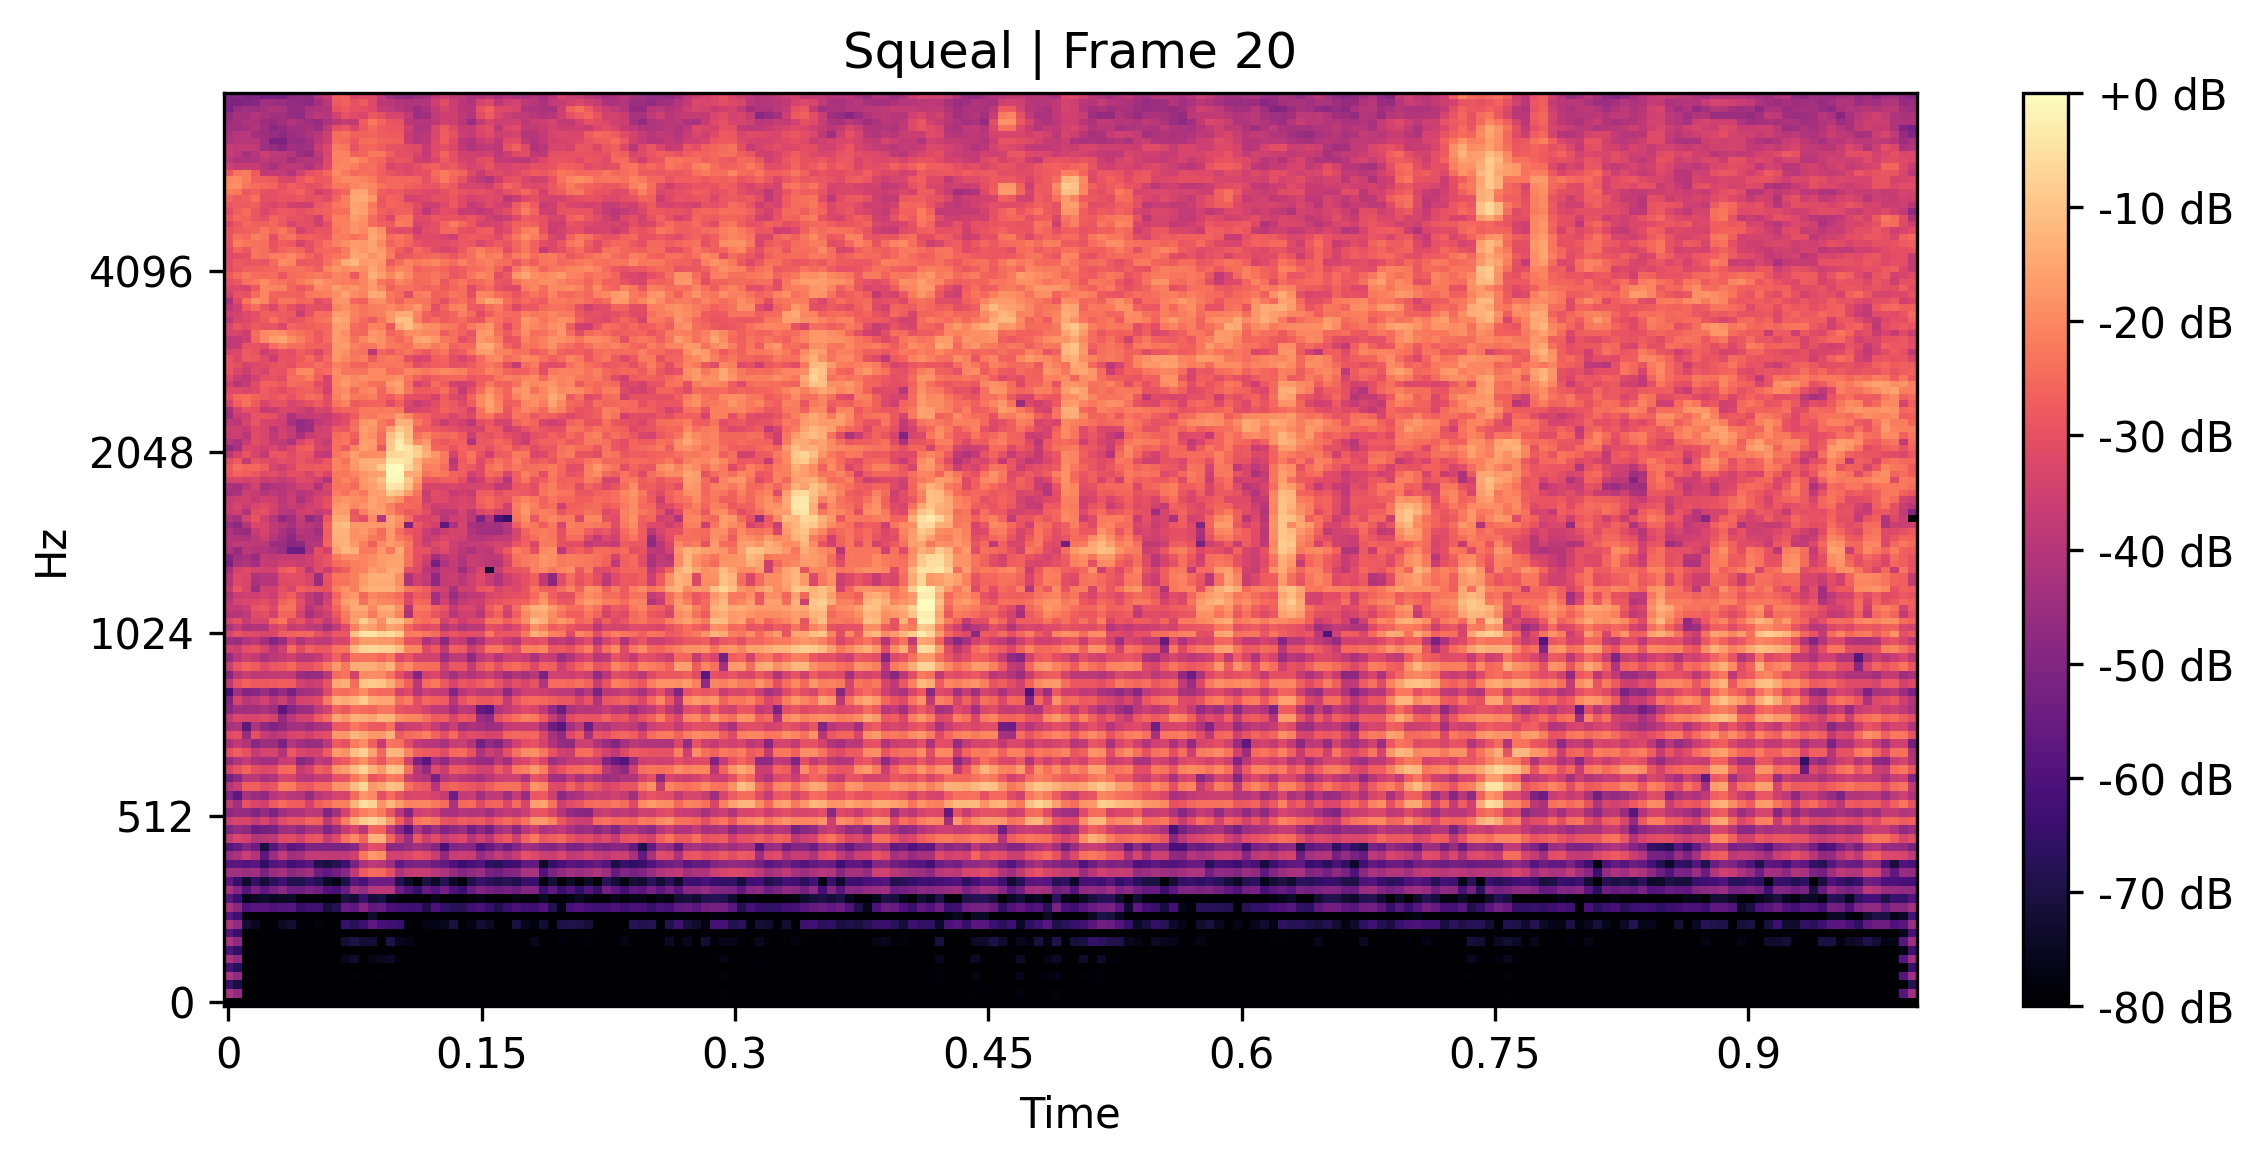 Squeal | Frame 20
+0 dB
-10 dB
-20 dB
-30 dB
-40 dB
-50 dB
-60 dB
-70 dB
-80 dB
Hz
4096
2048
1024
512
0
0 0.15 0.3 0.45 0.6 0.75 0.9
Time